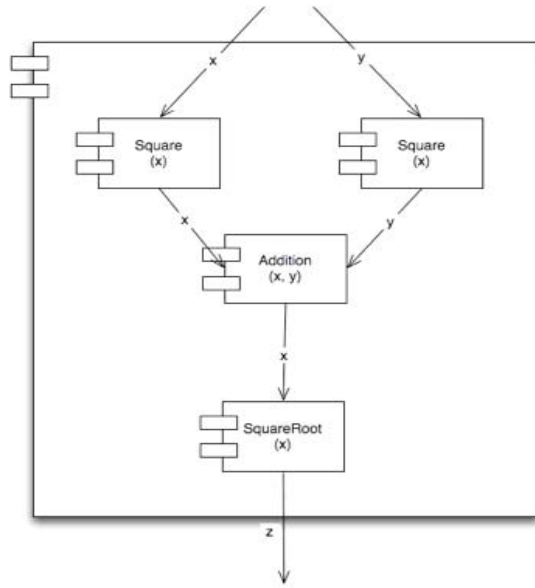 x
y
Square
(x)
Square
(x)
x
y
Addition
(x, y)
x
SquareRoot
(x)
z